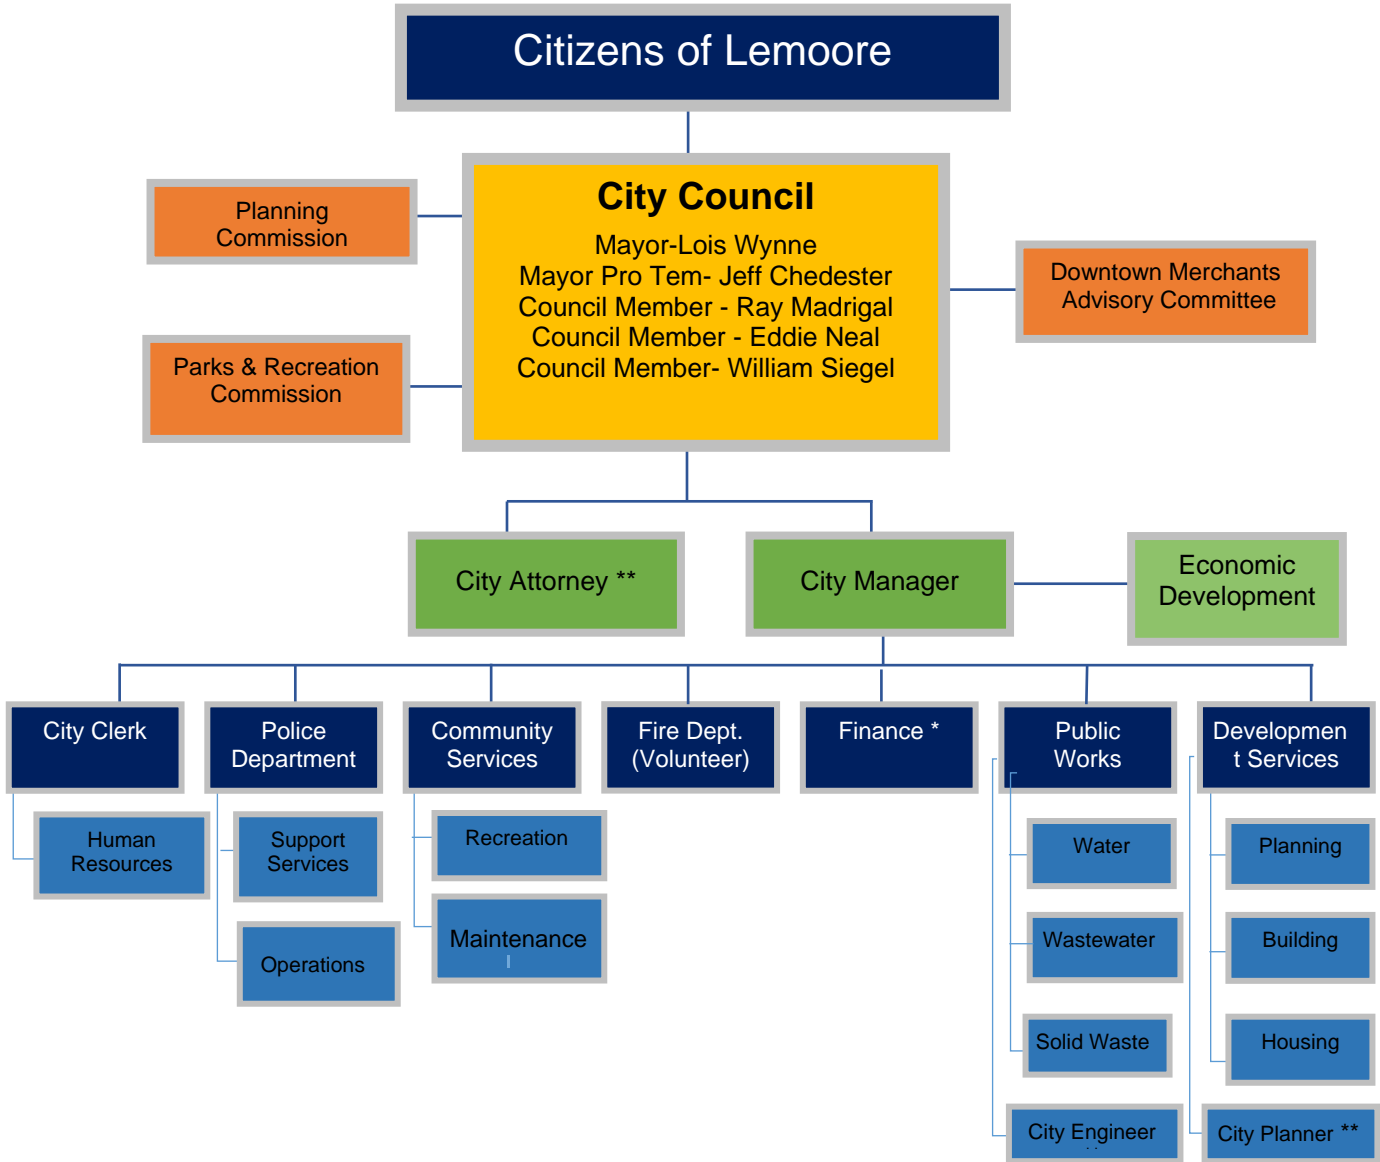 Citizens of Lemoore
City Council
Mayor-Lois Wynne
Mayor Pro Tem- Jeff Chedester
Council Member - Ray Madrigal
Council Member - Eddie Neal
Council Member- William Siegel
Planning
Commission
Downtown Merchants
Advisory Committee
Parks & Recreation
Commission
City Attorney **
City Manager
Economic
Development
City Clerk
Police
Department
Community
Services
Fire Dept.
(Volunteer)
Finance *
Public
Works
Developmen
t Services
Human
Resources
Support
Services
Operations
Recreation
Maintenance
Water
Wastewater
Solid Waste
City Engineer
Planning
Building
Housing
City Planner **